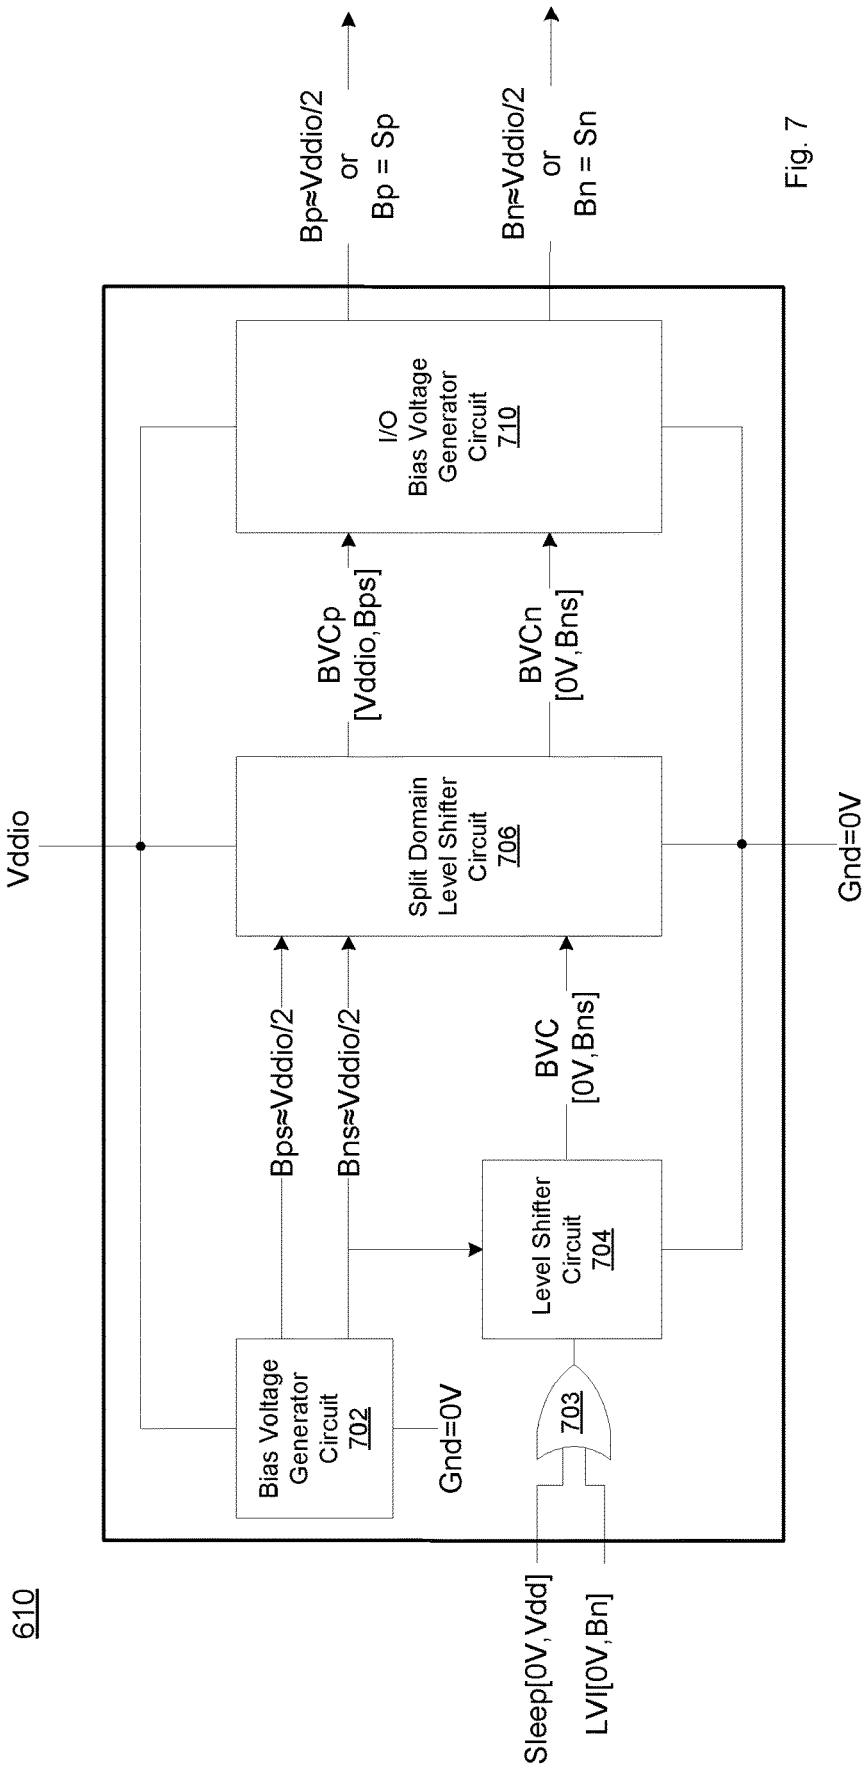 610
Vddio
Bias Voltage
Generator
Circuit
702
Gnd=0V
Bps≈Vddio/2
Bns≈Vddio/2
Sleep[0V,Vdd]
LVI[0V,Bn]
703
Level Shifter
Circuit
704
BVC
[0V,Bns]
Split Domain
Level Shifter
Circuit
706
BVCp
[Vddio,Bps]
BVCn
[0V,Bns]
I/O
Bias Voltage
Generator
Circuit
710
Bp≈Vddio/2
or
Bp = Sp
Bn≈Vddio/2
or
Bn = Sn
Gnd=0V
Fig. 7